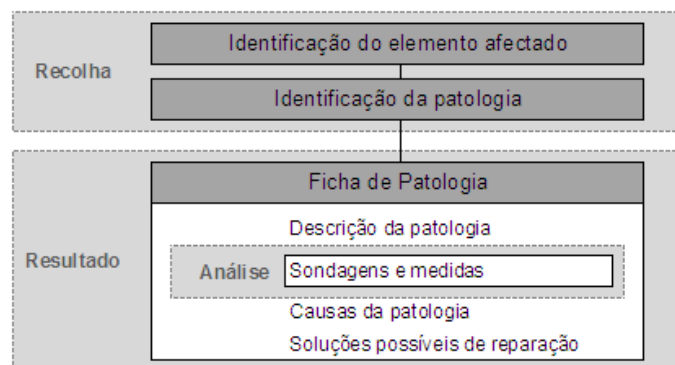 Identificação do elemento afectado
Recolha
Identificação da patologia
Ficha de Patologia
Descrição da patologia
Resultado
Análise
Sondagens e medidas
Causas da patologia
Soluções possíveis de reparação